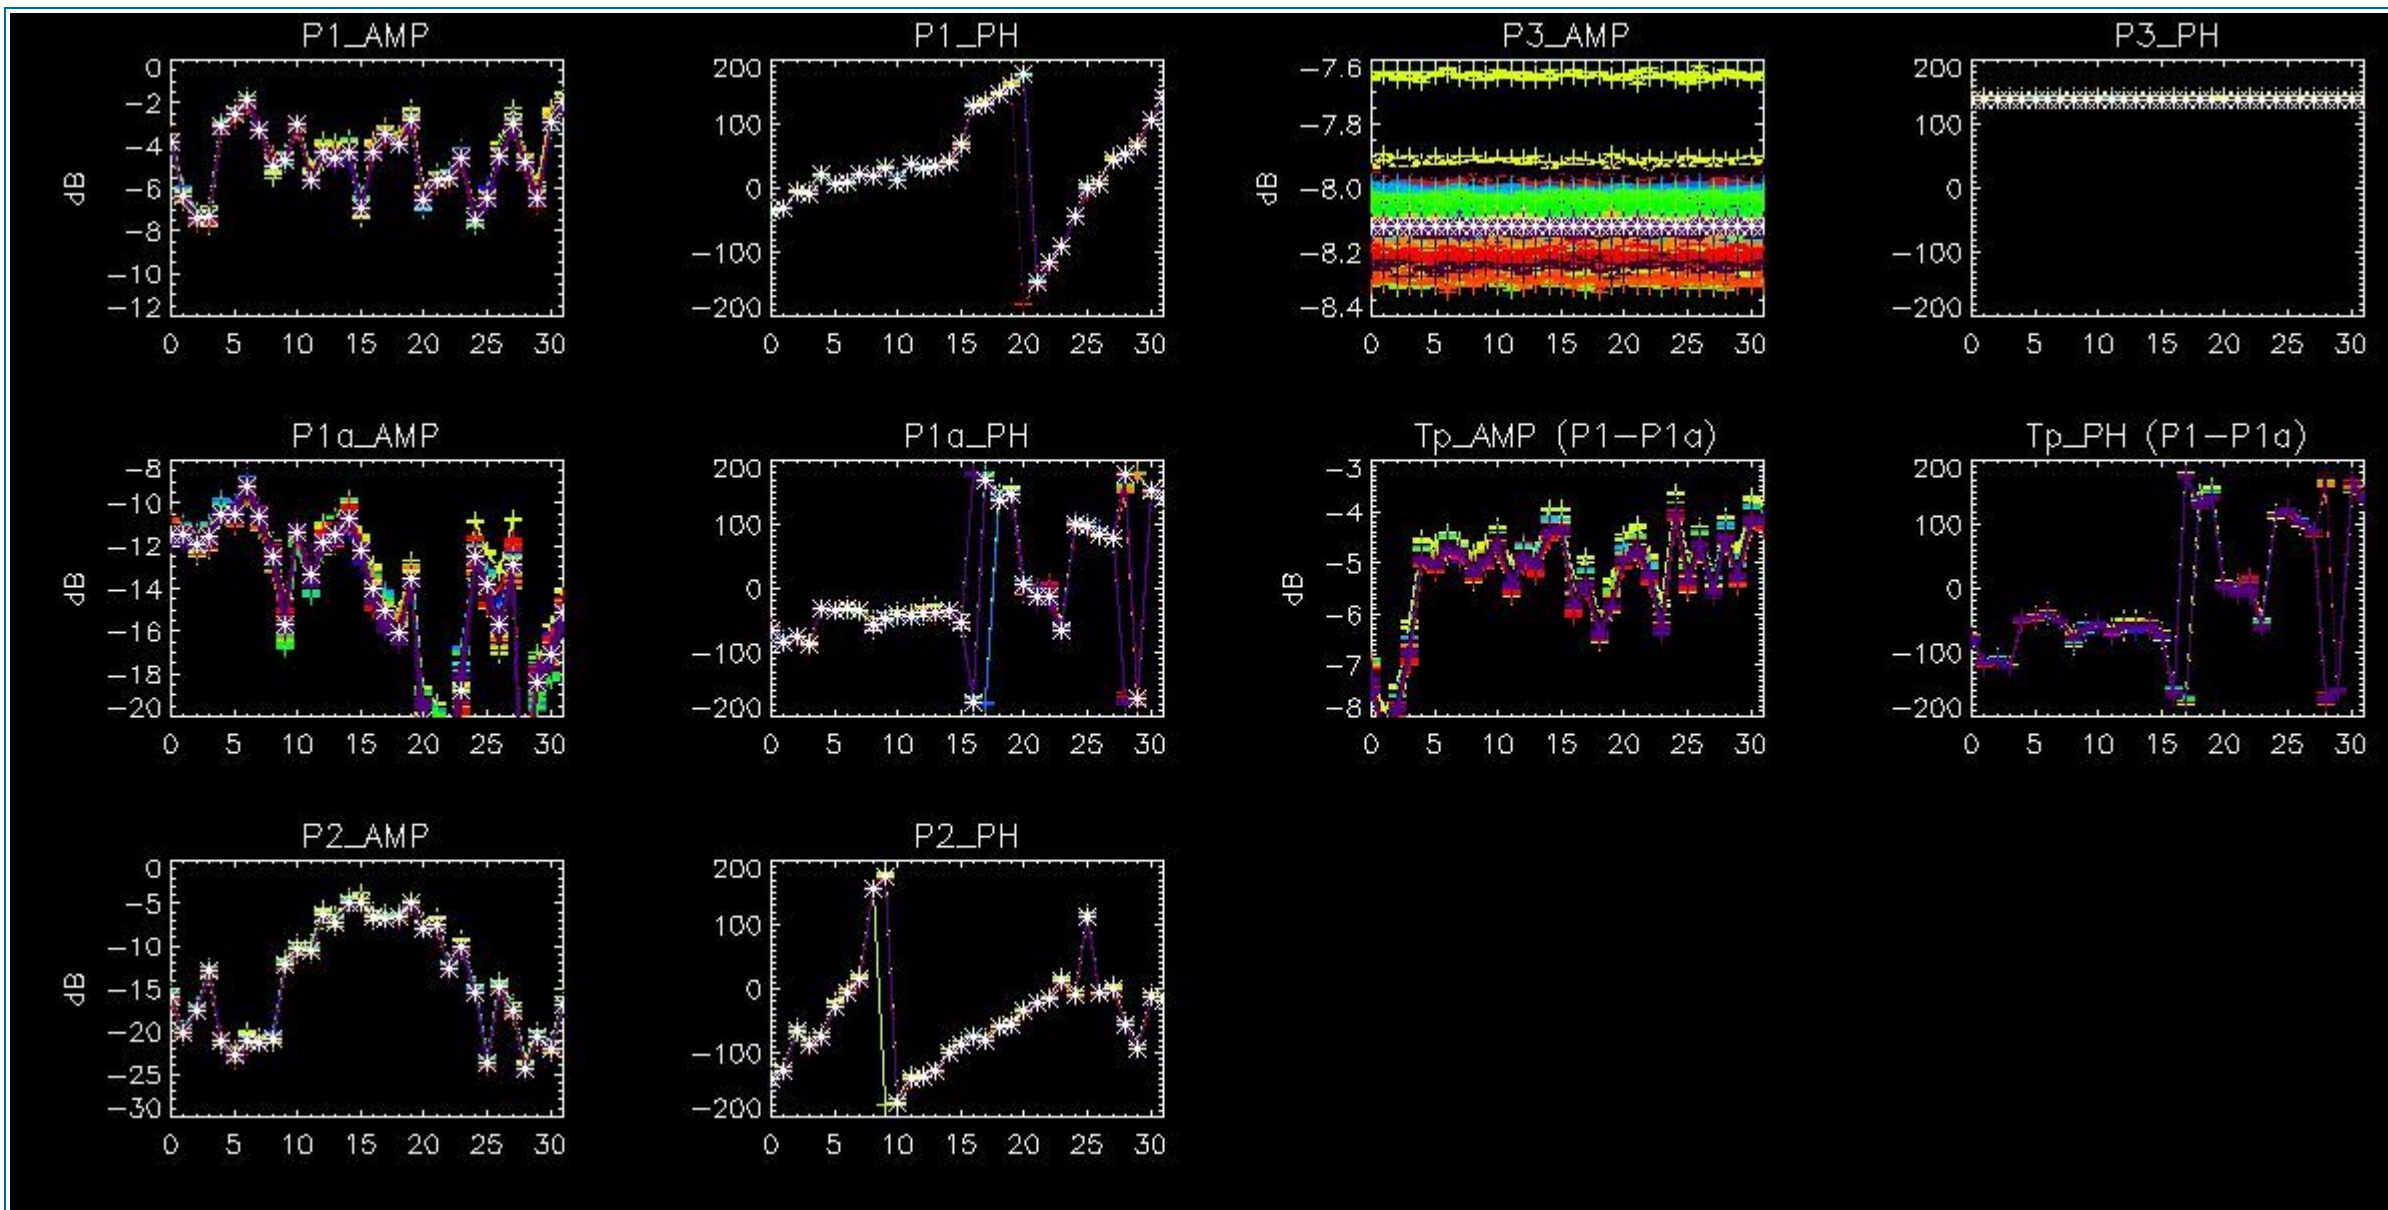 P1_AMP P1_PH P3_AMP P3_PH
0 200 −7.6 200
−2
−4 100 −7.8 100
dB −6 0 dB −8.0 0
−8
−10 −100 −8.2 −100
−12 −200 −8.4 −200
0 5 10 15 20 25 30 0 5 10 15 20 25 30 0 5 10 15 20 25 30 0 5 10 15 20 25 30
P1a_AMP P1a_PH Tp_AMP (P1−P1a) Tp_PH (P1−P1a)
−8 200 −3 200
−10 100 −4 100
−12 −5
dB −14 0 dB 0
−16 −6
−18 −100 −7 −100
−20 −200 −8 −200
0 5 10 15 20 25 30 0 5 10 15 20 25 30 0 5 10 15 20 25 30 0 5 10 15 20 25 30
P2_AMP P2_PH
0 200
−5 100
−10
dB −15 0
−20 −100
−25
−30 −200
0 5 10 15 20 25 30 0 5 10 15 20 25 30